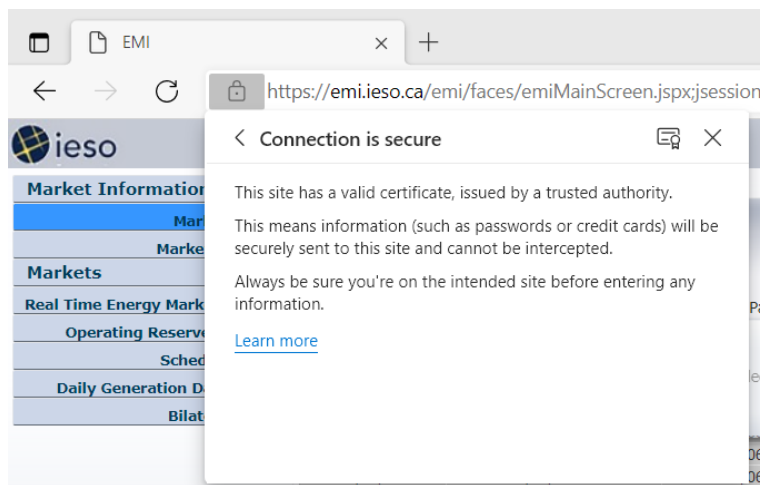 EMI
https://emi.ieso.ca/emi/faces/emiMainScreen.jspx;jsession
ieso
Connection is secure
This site has a valid certificate, issued by a trusted authority.
This means information (such as passwords or credit cards) will be
securely sent to this site and cannot be intercepted.
Always be sure you're on the intended site before entering any
information.
Learn more
Market Information
Mar
Marke
Markets
Real Time Energy Mark
Operating Reserve
Sched
Daily Generation D
Bilat